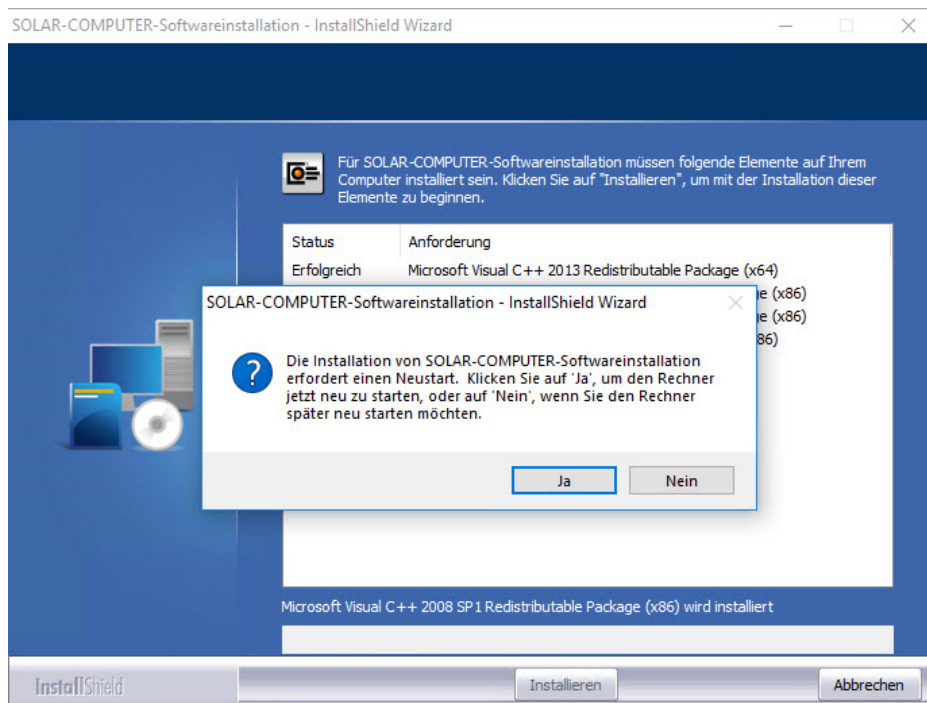 SOLAR-COMPUTER-Softwareinstallation - InstallShield Wizard
Für SOLAR-COMPUTER-Softwareinstallation müssen folgende Elemente auf Ihrem
Computer installiert sein. Klicken Sie auf "Installieren", um mit der Installation dieser
Elemente zu beginnen.
Status Anforderung
Erfolgreich Microsoft Visual C++ 2013 Redistributable Package (x64)
(x86)
(x86)
86)
SOLAR-COMPUTER-Softwareinstallation - InstallShield Wizard
Die Installation von SOLAR-COMPUTER-Softwareinstallation
erfordert einen Neustart. Klicken Sie auf 'Ja', um den Rechner
jetzt neu zu starten, oder auf 'Nein', wenn Sie den Rechner
später neu starten möchten.
Ja Nein
Microsoft Visual C++ 2008 SP1 Redistributable Package (x86) wird installiert
InstallShield
Installieren Abbrechen